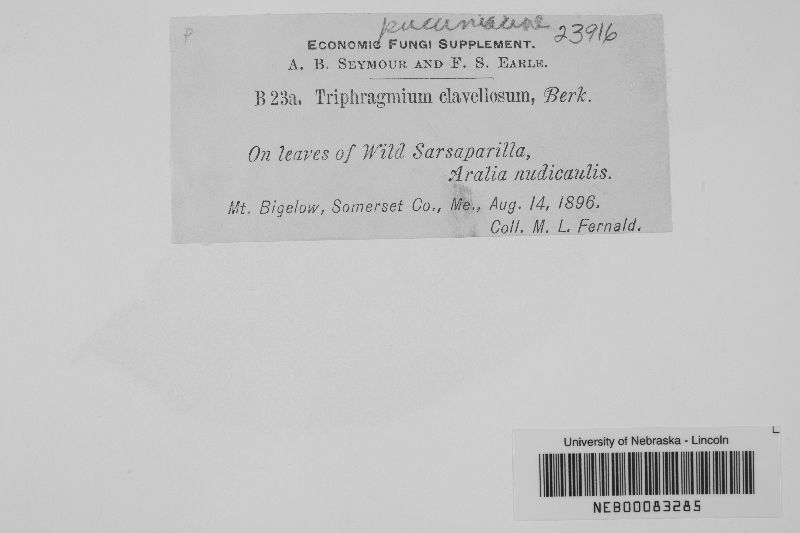 P
pucciniaceae 23916
ECONOMIC FUNGI SUPPLEMENT.
A. B. SEYMOUR AND F. S. EARLE.
B 23a. Triphragmium clavellosum, Berk.
On leaves of Wild Sarsaparilla,
Aralia nudicaulis.
Mt. Bigelow, Somerset Co., Me., Aug. 14, 1896.
Coll. M. L. Fernald.
University of Nebraska - Lincoln
NEB00083285